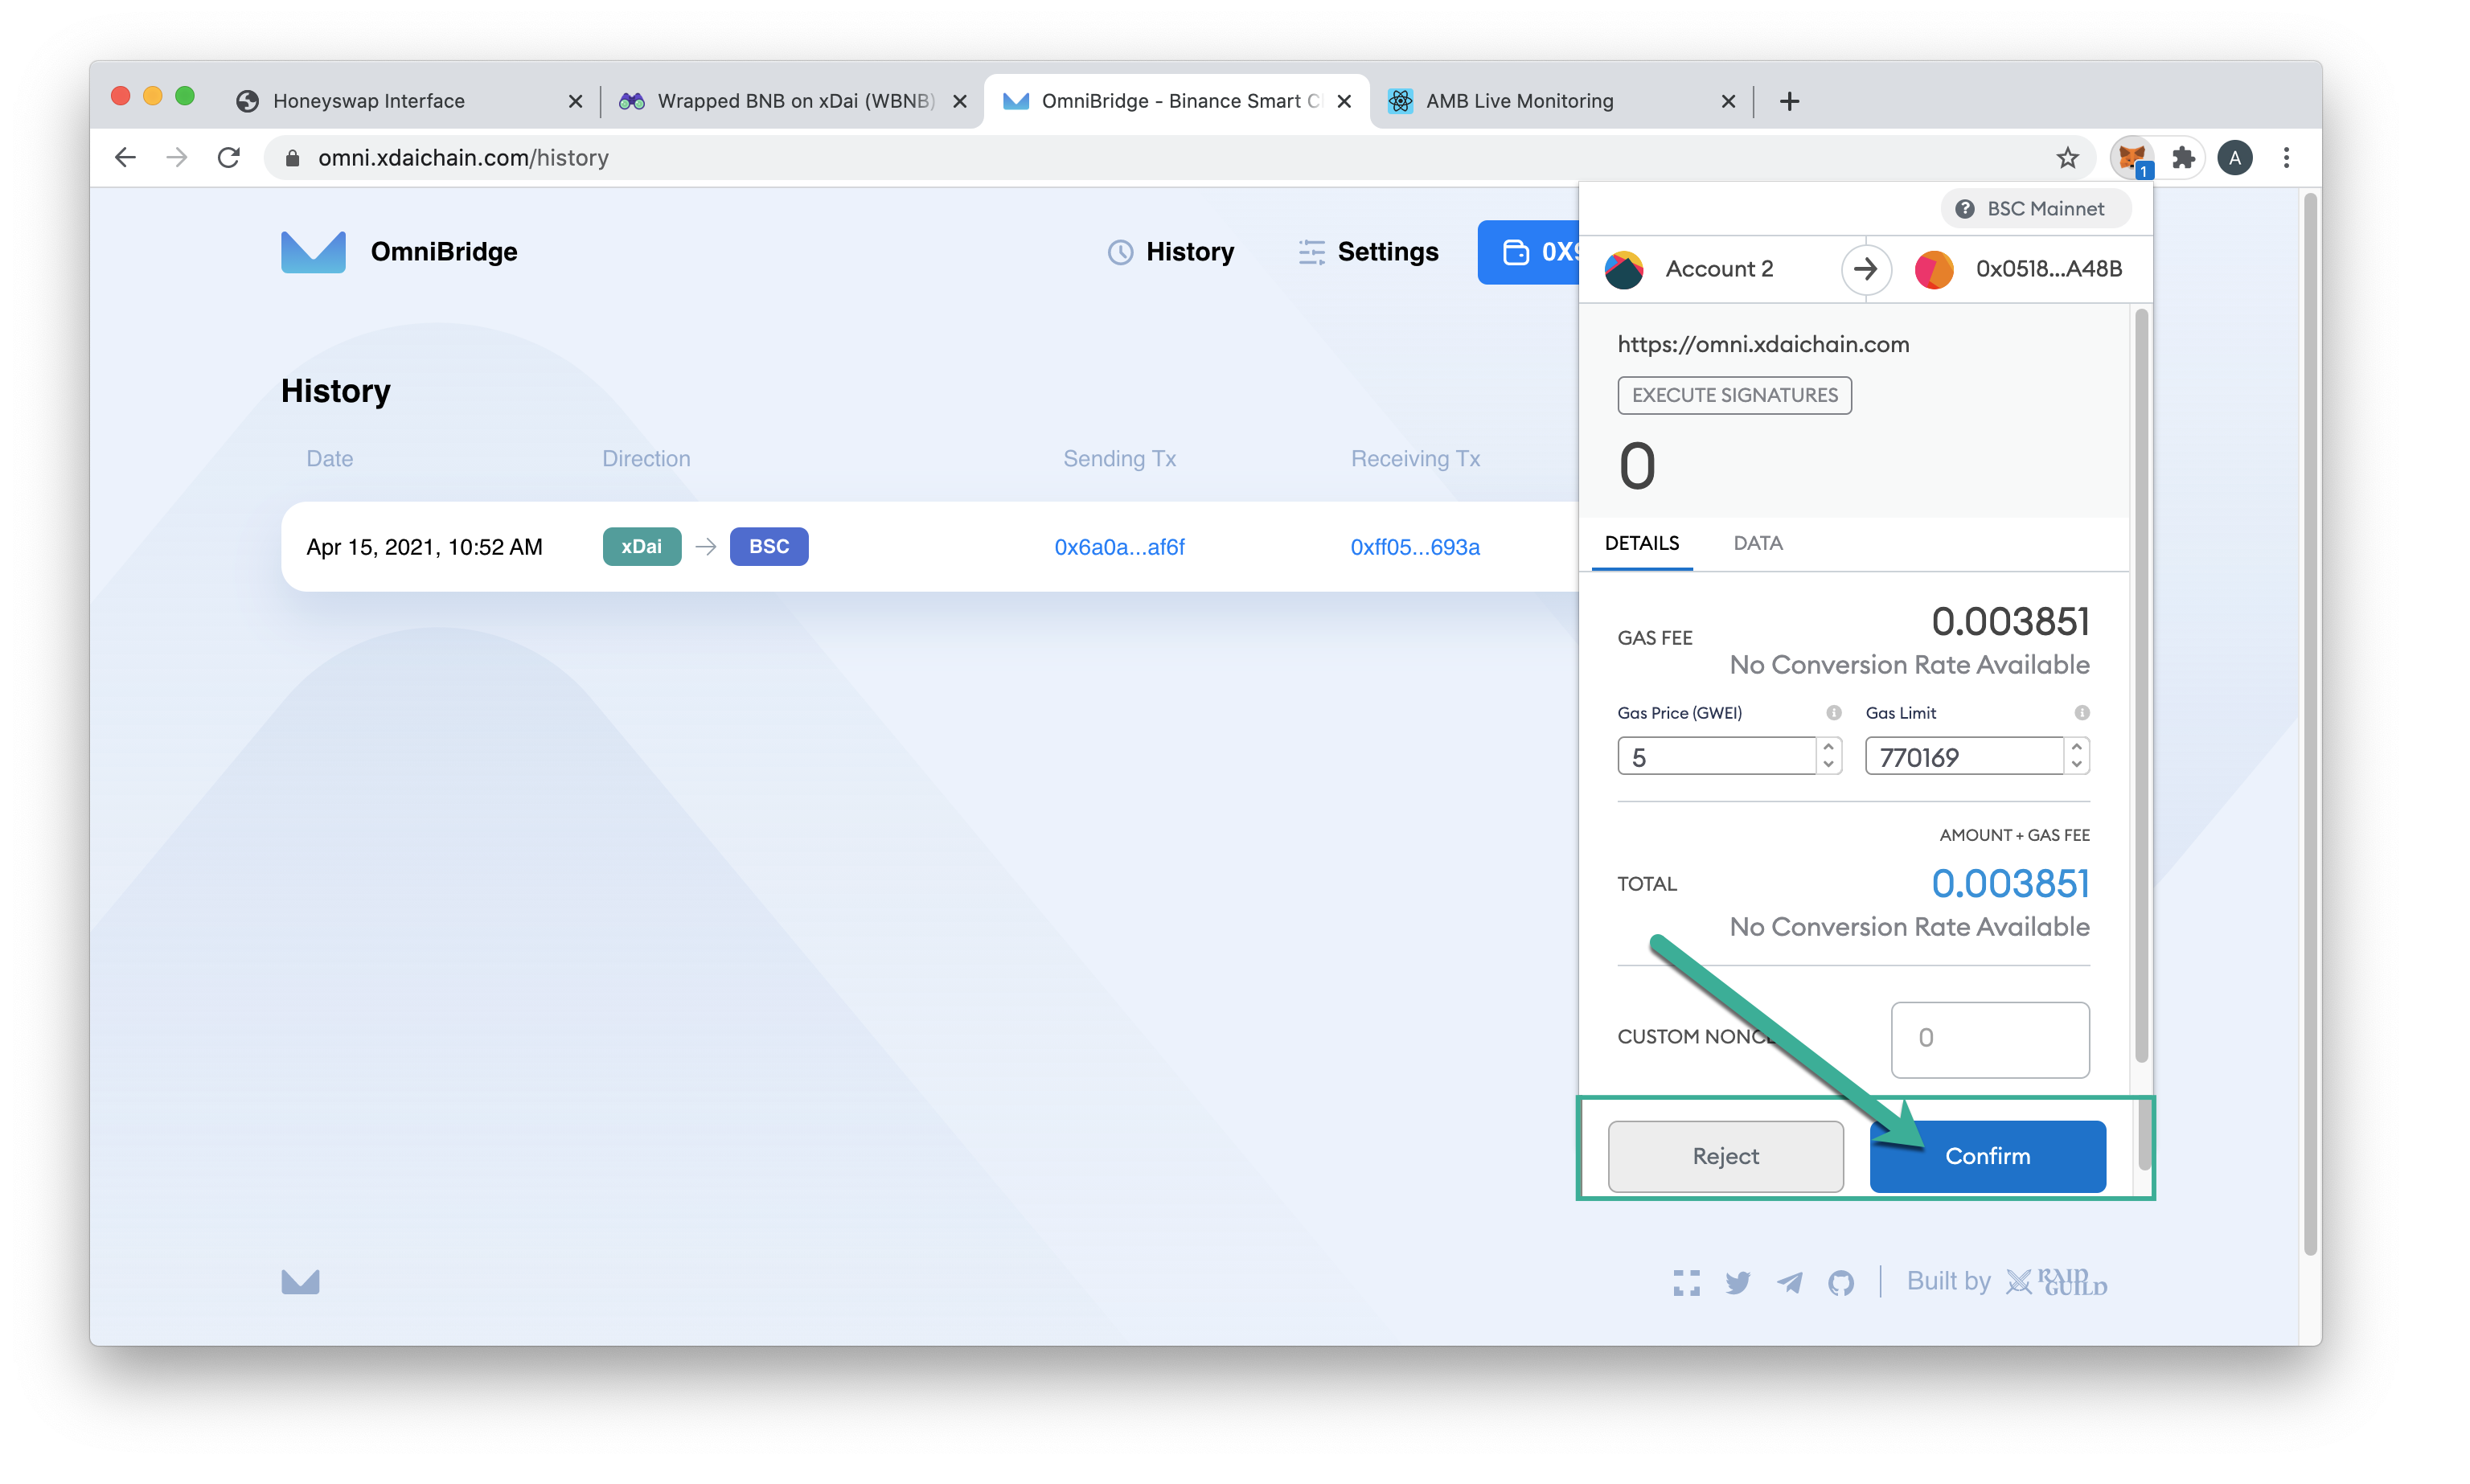 Honeyswap Interface
Wrapped BNB on xDai (WBNB)
OmniBridge - Binance Smart C
AMB Live Monitoring
omni.xdaichain.com/history
1
A
OmniBridge
History
Settings
0X9
BSC Mainnet
Account 2
0x0518...A48B
https://omni.xdaichain.com
EXECUTE SIGNATURES
0
DETAILS
DATA
History
Date
Direction
Sending Tx
Receiving Tx
Apr 15, 2021, 10:52 AM
xDai
BSC
0x6a0a...af6f
0xff05...693a
GAS FEE
0.003851
No Conversion Rate Available
Gas Price (GWEI)
Gas Limit
5
770169
AMOUNT + GAS FEE
TOTAL
0.003851
No Conversion Rate Available
CUSTOM NONCE
0
Reject
Confirm
Built by
RAID
GUILD